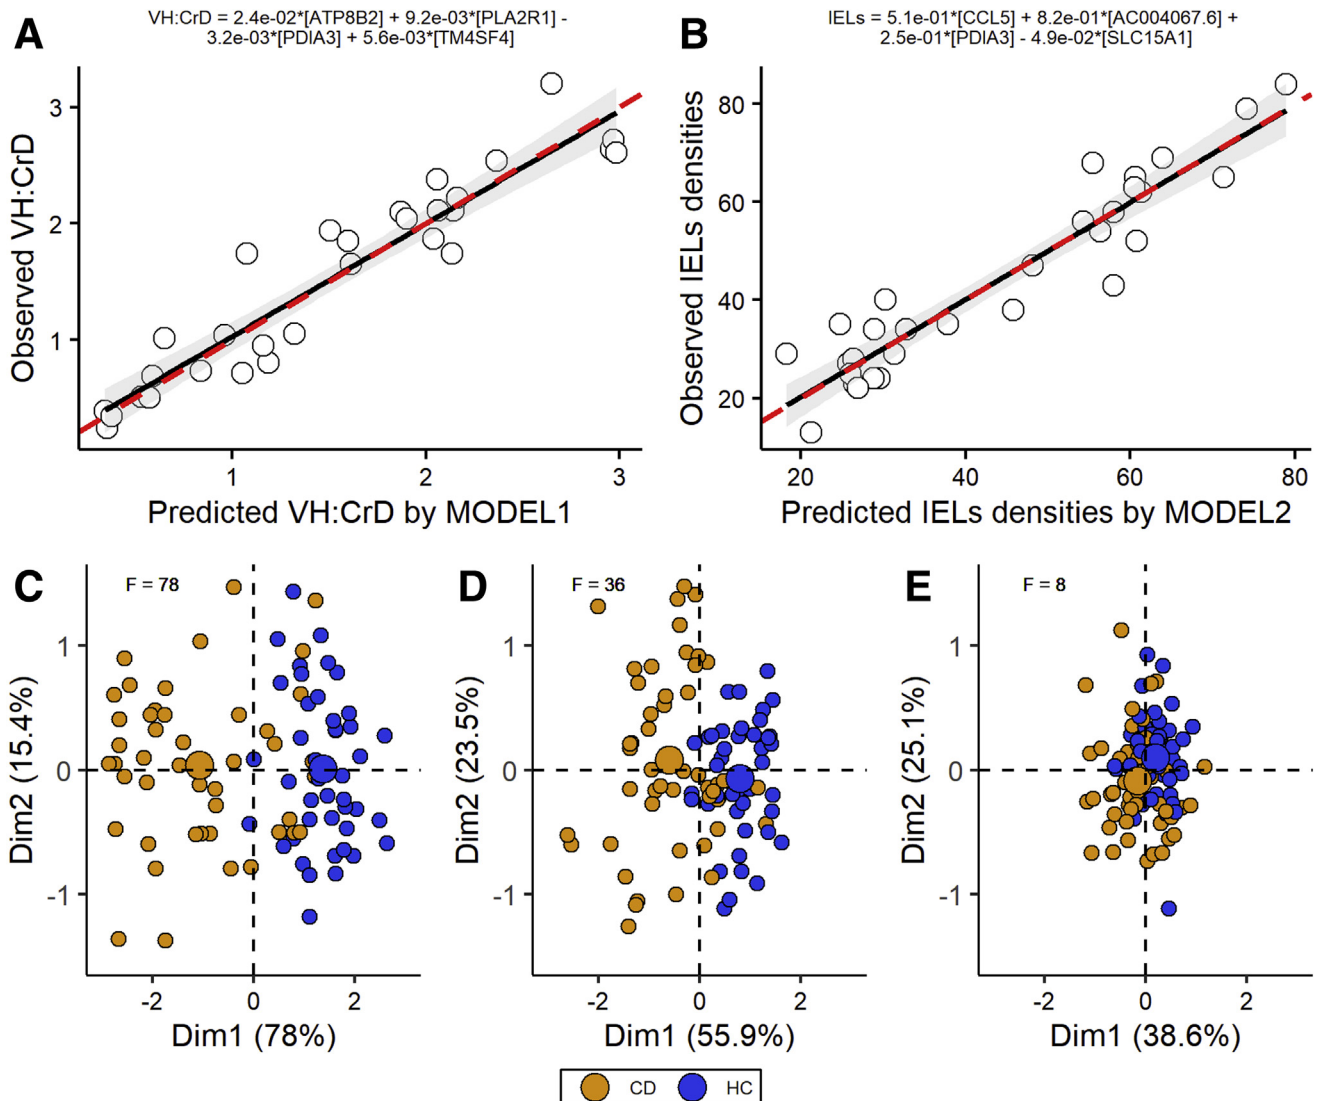 A
VH:CrD = 2.4e-02*[ATP8B2] + 9.2e-03*[PLA2R1] -
3.2e-03*[PDIA3] + 5.6e-03*[TM4SF4]
Observed VH:CrD
3
2
1
1 2 3
Predicted VH:CrD by MODEL1
B
IELs = 5.1e-01*[CCL5] + 8.2e-01*[AC004067.6] +
2.5e-01*[PDIA3] - 4.9e-02*[SLC15A1]
Observed IELs densities
80
60
40
20
20 40 60 80
Predicted IELs densities by MODEL2
C
F = 78
Dim2 (15.4%)
1
0
-1
-2 0 2
Dim1 (78%)
D
F = 36
Dim2 (23.5%)
1
0
-1
-2 0 2
Dim1 (55.9%)
E
F = 8
Dim2 (25.1%)
1
0
-1
-2 0 2
Dim1 (38.6%)
CD HC